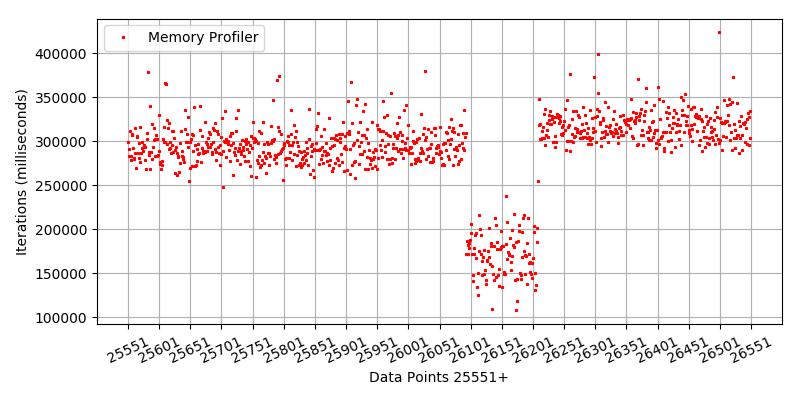 Memory Profiler
400000
350000
300000
250000
200000
150000
100000
Iterations (milliseconds)
25551 25601 25651 25701 25751 25801 25851 25901 25951 26001 26051 26101 26151 26201 26251 26301 26351 26401 26451 26501 26551
Data Points 25551+